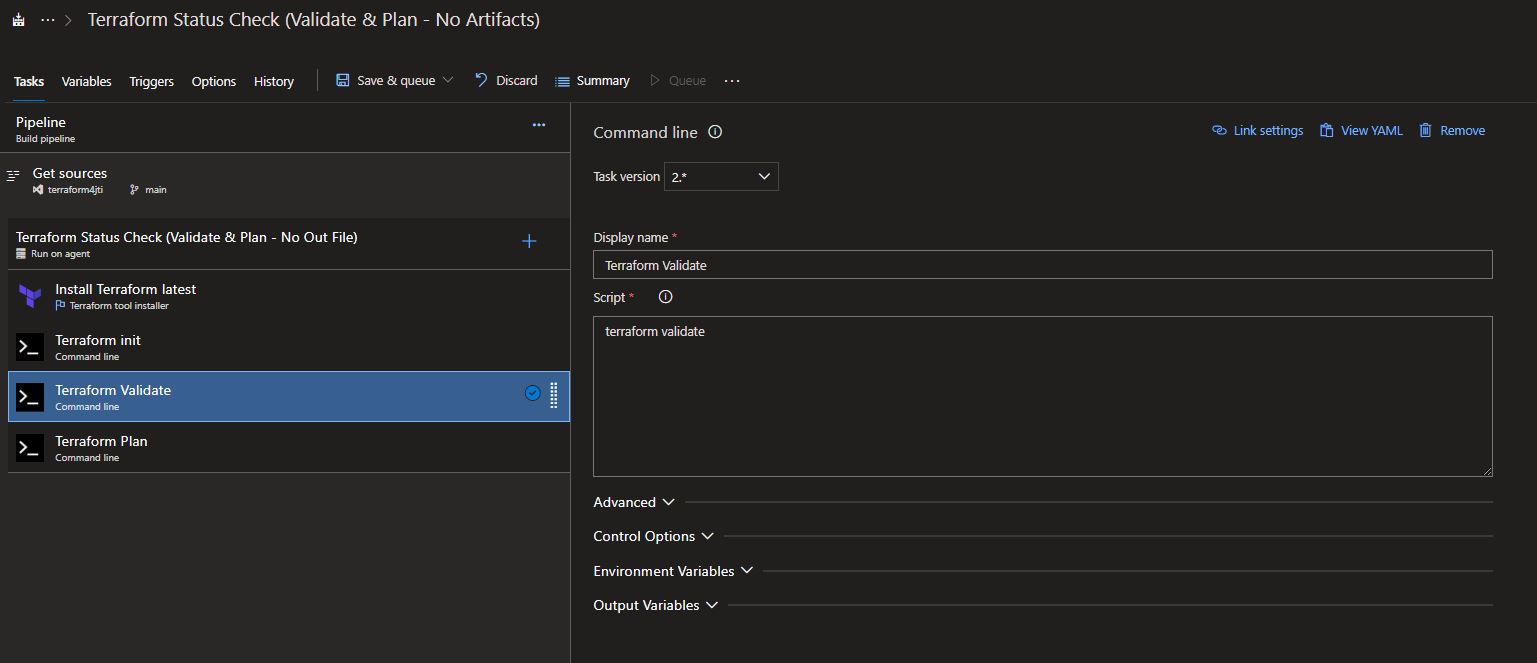 Terraform Status Check (Validate & Plan - No Artifacts)
Tasks Variables Triggers Options History Save & queue Discard Summary Queue
Pipeline
Build pipeline
Get sources
terraform4jti main
Terraform Status Check (Validate & Plan - No Out File)
Run on agent
Install Terraform latest
Terraform tool installer
Terraform init
Command line
Terraform Validate
Command line
Terraform Plan
Command line
Command line
Link settings View YAML Remove
Task version 2.*
Display name *
Terraform Validate
Script *
terraform validate
Advanced
Control Options
Environment Variables
Output Variables